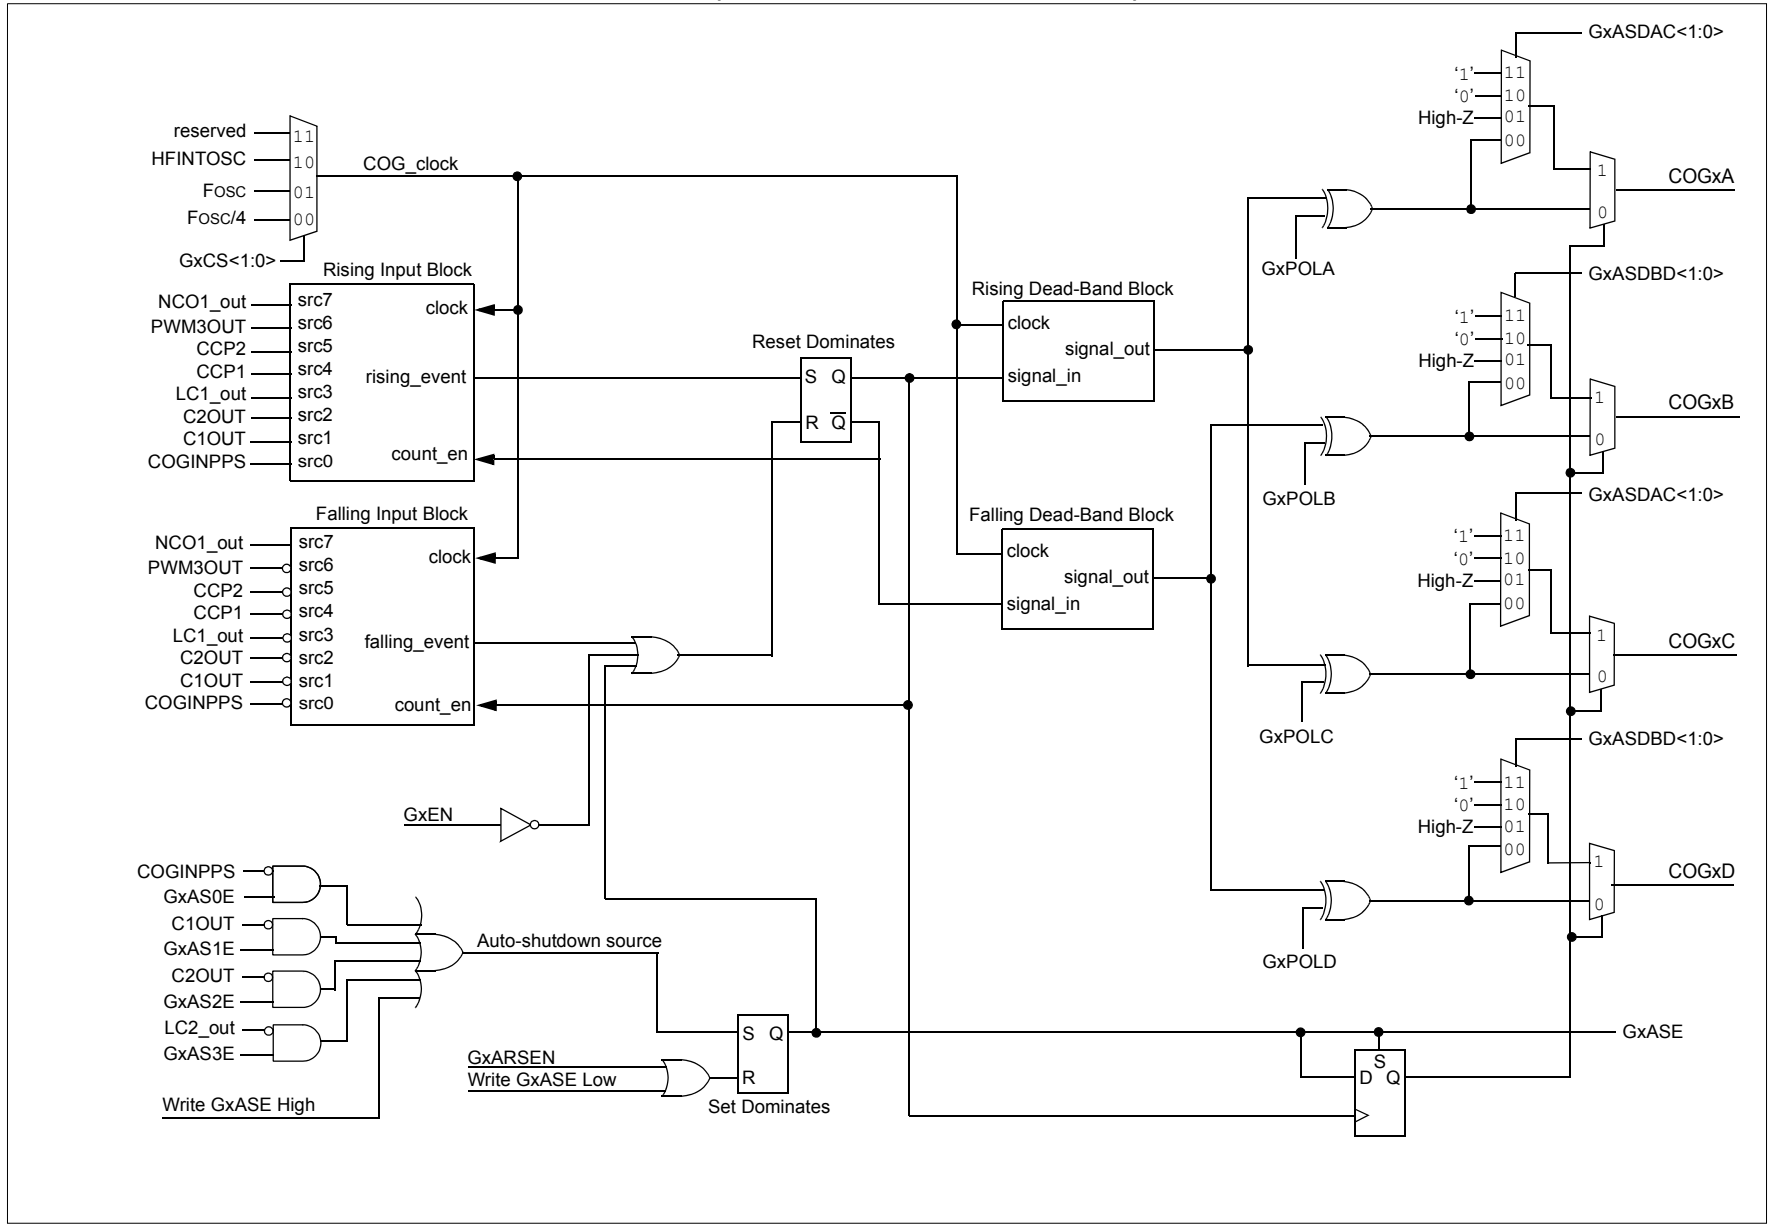 GxASDAC<1:0>
'1' 11
'0' 10
High-Z 01
00
1
COGxA
0
GxPOLA
reserved 11
HFINTOSC 10
COG_clock
FOSC 01
FOSC/4 00
GxCS<1:0>
Rising Input Block
NCO1_out src7
clock
PWM3OUT src6
CCP2 src5
CCP1 src4
rising_event
LC1_out src3
C2OUT src2
C1OUT src1
count_en
COGINPPS src0
Reset Dominates
S Q
R Q
Rising Dead-Band Block
clock
signal_out
signal_in
GxASDBD<1:0>
'1' 11
'0' 10
High-Z 01
00
1
COGxB
0
GxPOLB
Falling Input Block
NCO1_out src7
clock
PWM3OUT src6
CCP2 src5
CCP1 src4
LC1_out src3
falling_event
C2OUT src2
C1OUT src1
COGINPPS src0
count_en
Falling Dead-Band Block
clock
signal_out
signal_in
GxASDAC<1:0>
'1' 11
'0' 10
High-Z 01
00
1
COGxC
0
GxPOLC
GxASDBD<1:0>
'1' 11
'0' 10
High-Z 01
00
1
COGxD
0
GxPOLD
GxEN
COGINPPS
GxAS0E
C1OUT
GxAS1E
C2OUT
GxAS2E
LC2_out
GxAS3E
Auto-shutdown source
Write GxASE High
GxARSEN
Write GxASE Low
S Q
R
Set Dominates
GxASE
S
D Q